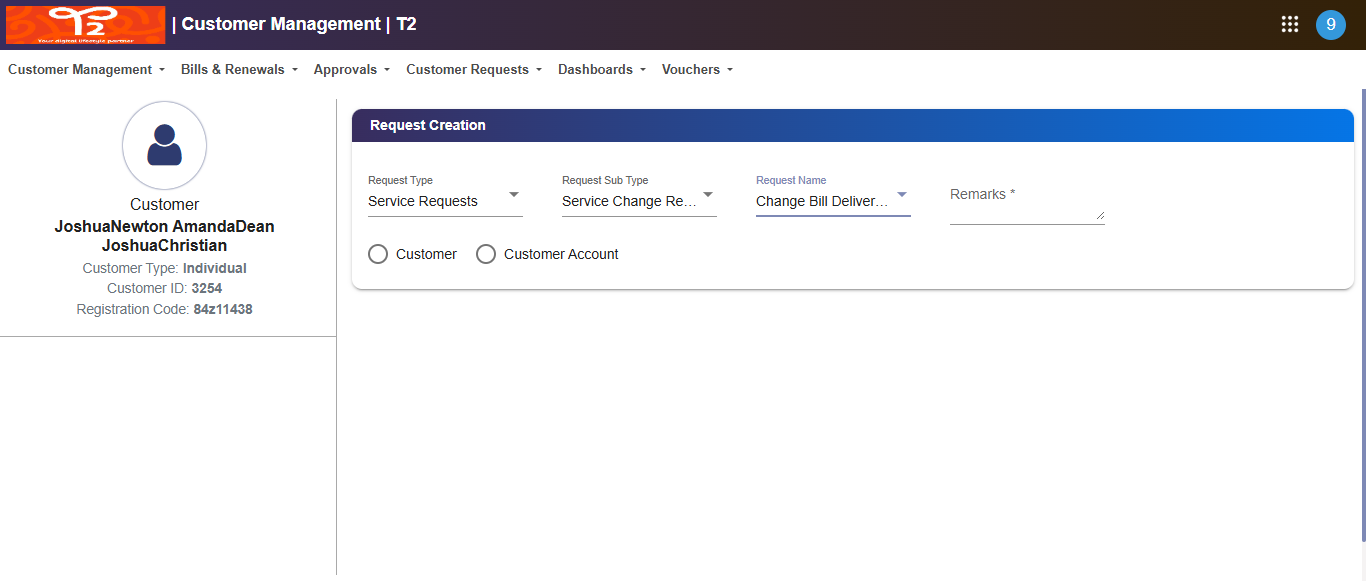 T2
Your digital lifestyle partner
| Customer Management | T2
9
Customer Management
Bills & Renewals
Approvals
Customer Requests
Dashboards
Vouchers
Customer
JoshuaNewton AmandaDean
JoshuaChristian
Customer Type: Individual
Customer ID: 3254
Registration Code: 84z11438
Request Creation
Request Type
Service Requests
Request Sub Type
Service Change Re...
Request Name
Change Bill Deliver...
Remarks *
Customer
Customer Account